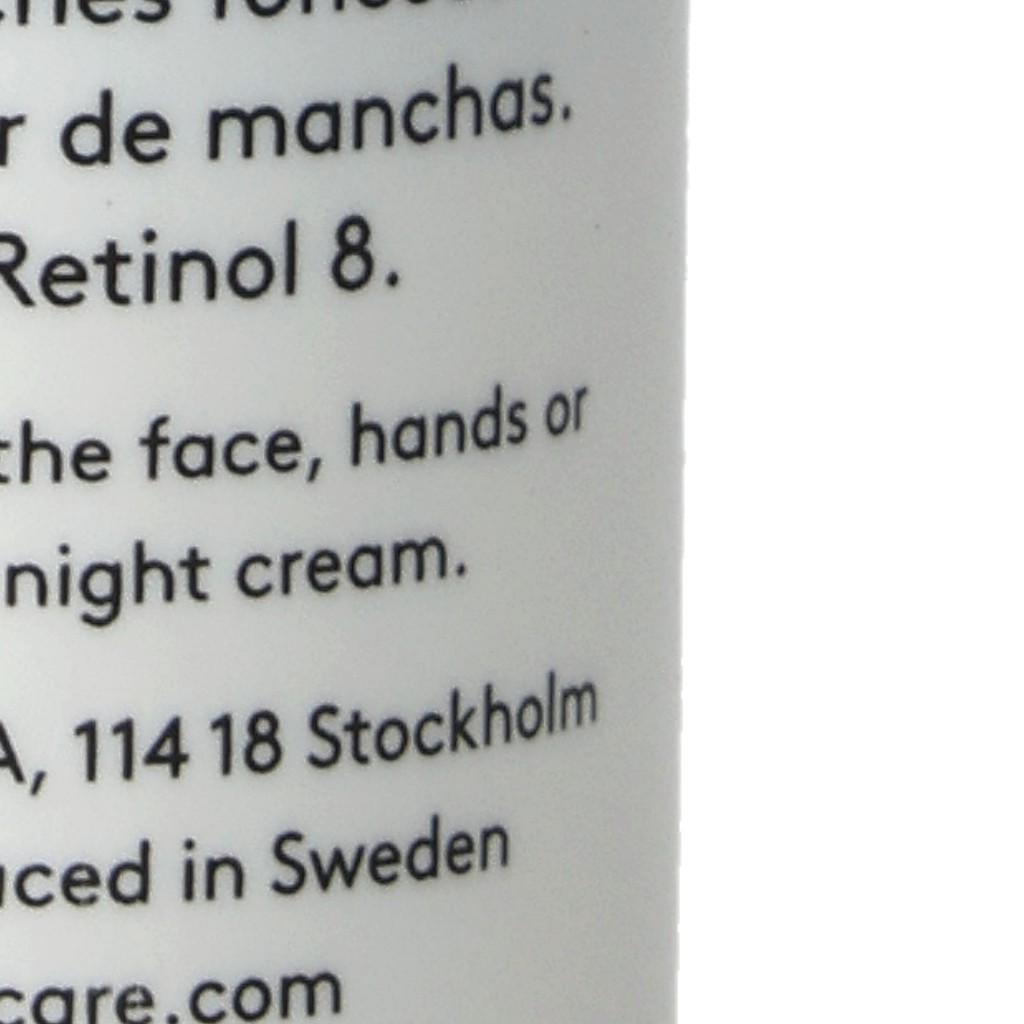 r de manchas.
Retinol 8.
the face, hands or
night cream.
A, 114 18 Stockholm
uced in Sweden
care.com